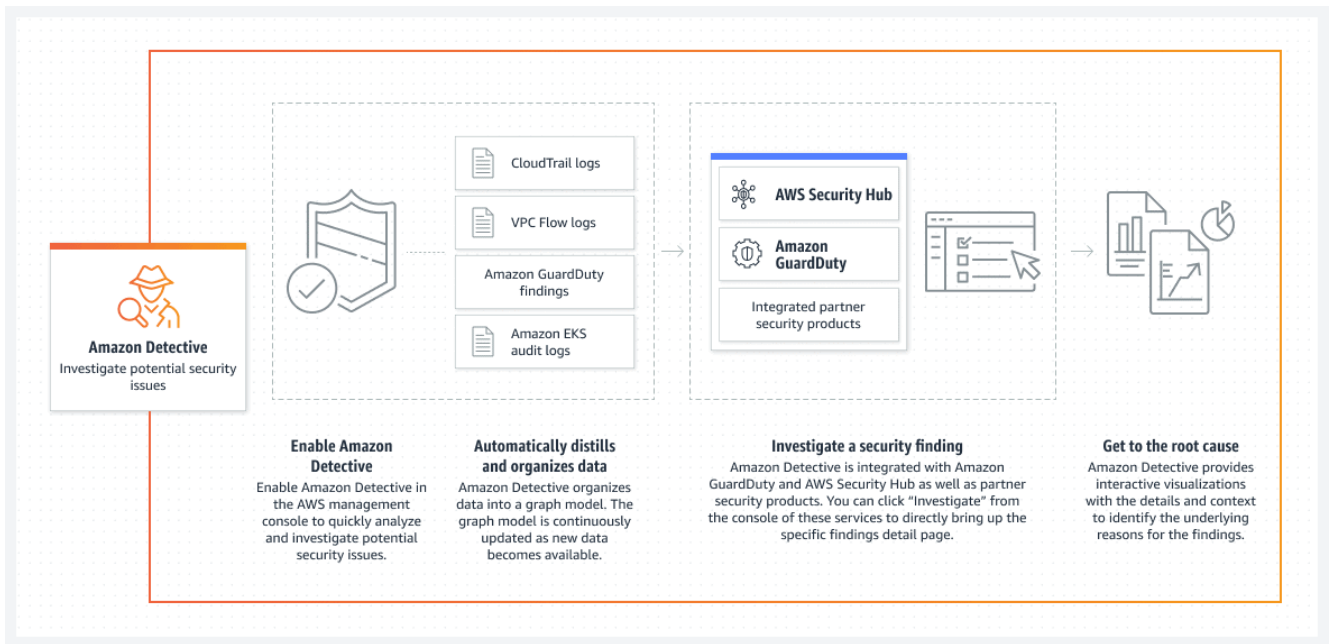 Amazon Detective
Investigate potential security
issues
CloudTrail logs
VPC Flow logs
Amazon GuardDuty
findings
Amazon EKS
audit logs
AWS Security Hub
Amazon
GuardDuty
Integrated partner
security products
Enable Amazon
Detective
Enable Amazon Detective in
the AWS management
console to quickly analyze
and investigate potential
security issues.
Automatically distills
and organizes data
Amazon Detective organizes
data into a graph model. The
graph model is continuously
updated as new data
becomes available.
Investigate a security finding
Amazon Detective is integrated with Amazon
GuardDuty and AWS Security Hub as well as partner
security products. You can click “Investigate” from
the console of these services to directly bring up the
specific findings detail page.
Get to the root cause
Amazon Detective provides
interactive visualizations
with the details and context
to identify the underlying
reasons for the findings.